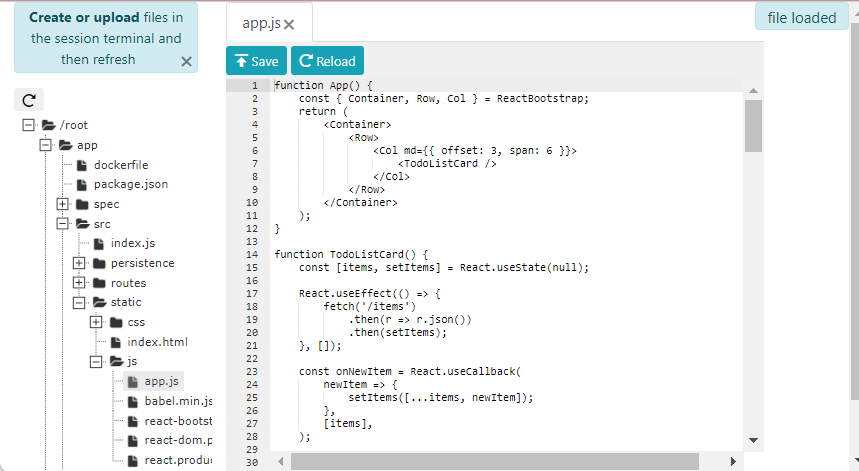 Create or upload files in
the session terminal and
then refresh
/root
app
dockerfile
package.json
spec
src
index.js
persistence
routes
static
css
index.html
js
app.js
babel.min.js
react-bootst
react-dom.p
react.produc
app.js
file loaded
Save Reload
1 function App() {
2 const { Container, Row, Col } = ReactBootstrap;
3 return (
4 <Container>
5 <Row>
6 <Col md={{ offset: 3, span: 6 }}>
7 <TodoListCard />
8 </Col>
9 </Row>
10 </Container>
11 );
12 }
13
14 function TodoListCard() {
15 const [items, setItems] = React.useState(null);
16
17 React.useEffect(() => {
18 fetch('/items')
19 .then(r => r.json())
20 .then(setItems);
21 }, []);
22
23 const onNewItem = React.useCallback(
24 newItem => {
25 setItems([...items, newItem]);
26 },
27 [items],
28 );
29
30